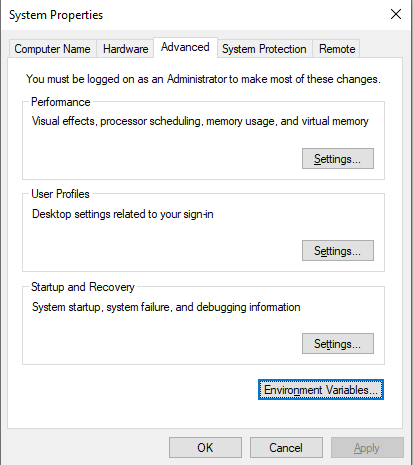 System Properties
Computer Name Hardware Advanced System Protection Remote
You must be logged on as an Administrator to make most of these changes.
Performance
Visual effects, processor scheduling, memory usage, and virtual memory
Settings...
User Profiles
Desktop settings related to your sign-in
Settings...
Startup and Recovery
System startup, system failure, and debugging information
Settings...
Environment Variables...
OK Cancel Apply